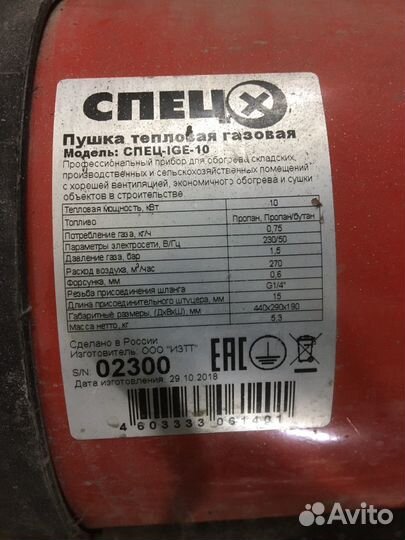 СПЕЦ
Пушка тепловая газовая
Модель: СПЕЦ-IGE-10
Профессиональный прибор для обогрева складских,
производственных и сельскохозяйственных помещений
с хорошей вентиляцией, экономичного обогрева и сушки
объектов в строительстве.
Тепловая мощность, кВт 10
Топливо Пропан, Пропан/бутан
Потребление газа, кг/ч 0,75
Параметры электросети, В/Гц 230/50
Давление газа, бар 1,5
Расход воздуха, м³/час 270
Форсунка, мм 0,6
Резьба присоединения шланга G1/4"
Длина присоединительного штуцера, мм 15
Габаритные размеры, (ДхВхШ), мм 440x290x190
Масса нетто, кг 5,3
Сделано в России
Изготовитель: ООО "ИЗТТ"
S/N: 02300
Дата изготовления: 29.10.2018
EAC
4 603333 061491
Avito